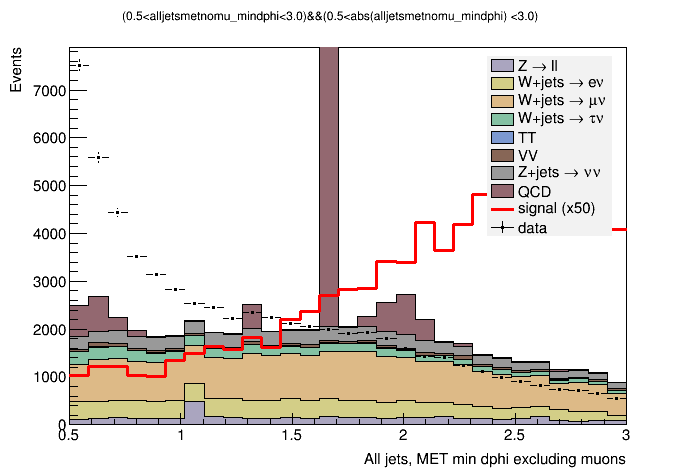 (0.5<alljetsmetnomu_mindphi<3.0)&&(0.5<abs(alljetsmetnomu_mindphi) <3.0)
Events
7000
6000
5000
4000
3000
2000
1000
0
0.5
1
1.5
2
2.5
3
All jets, MET min dphi excluding muons
Z → ll
W+jets → eν
W+jets → μν
W+jets → τν
TT
VV
Z+jets → νν
QCD
signal (x50)
data